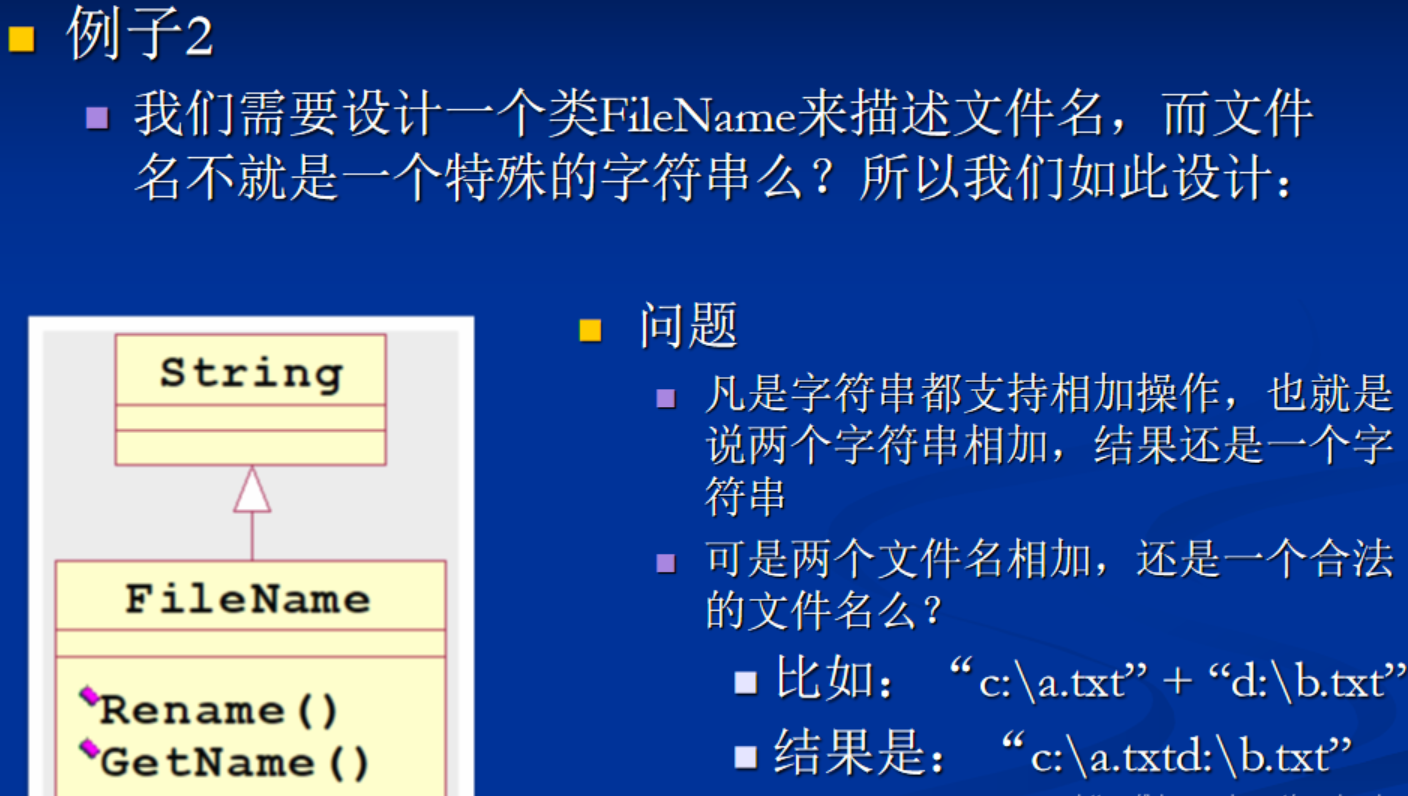 例子2
我们需要设计一个类FileName来描述文件名，而文件
名不就是一个特殊的字符串么？所以我们如此设计：
String
FileName
Rename()
GetName()
问题
凡是字符串都支持相加操作，也就是
说两个字符串相加，结果还是一个字
符串
可是两个文件名相加，还是一个合法
的文件名么？
比如：“c:\a.txt” + “d:\b.txt”
结果是：“c:\a.txtd:\b.txt”